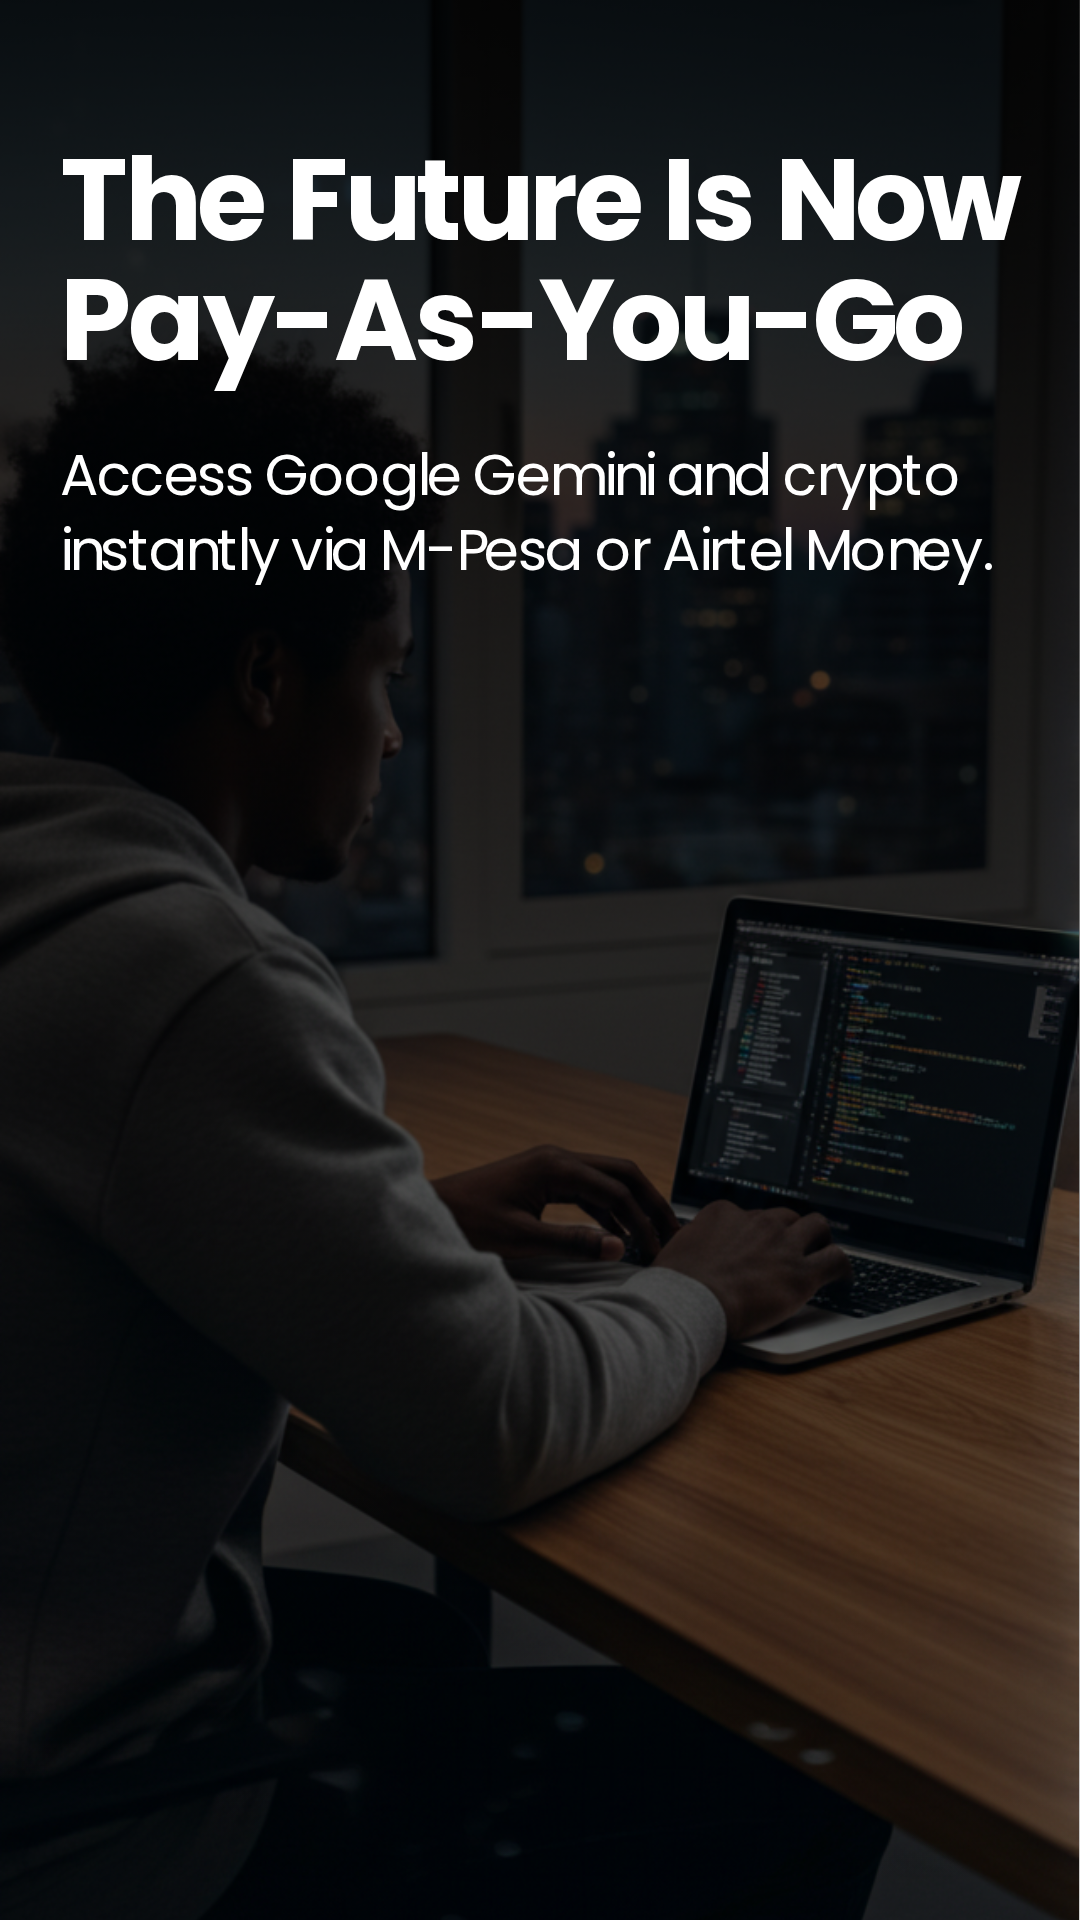 The Future Is Now
Pay-As-You-Go
Access Google Gemini and crypto
instantly via M-Pesa or Airtel Money.